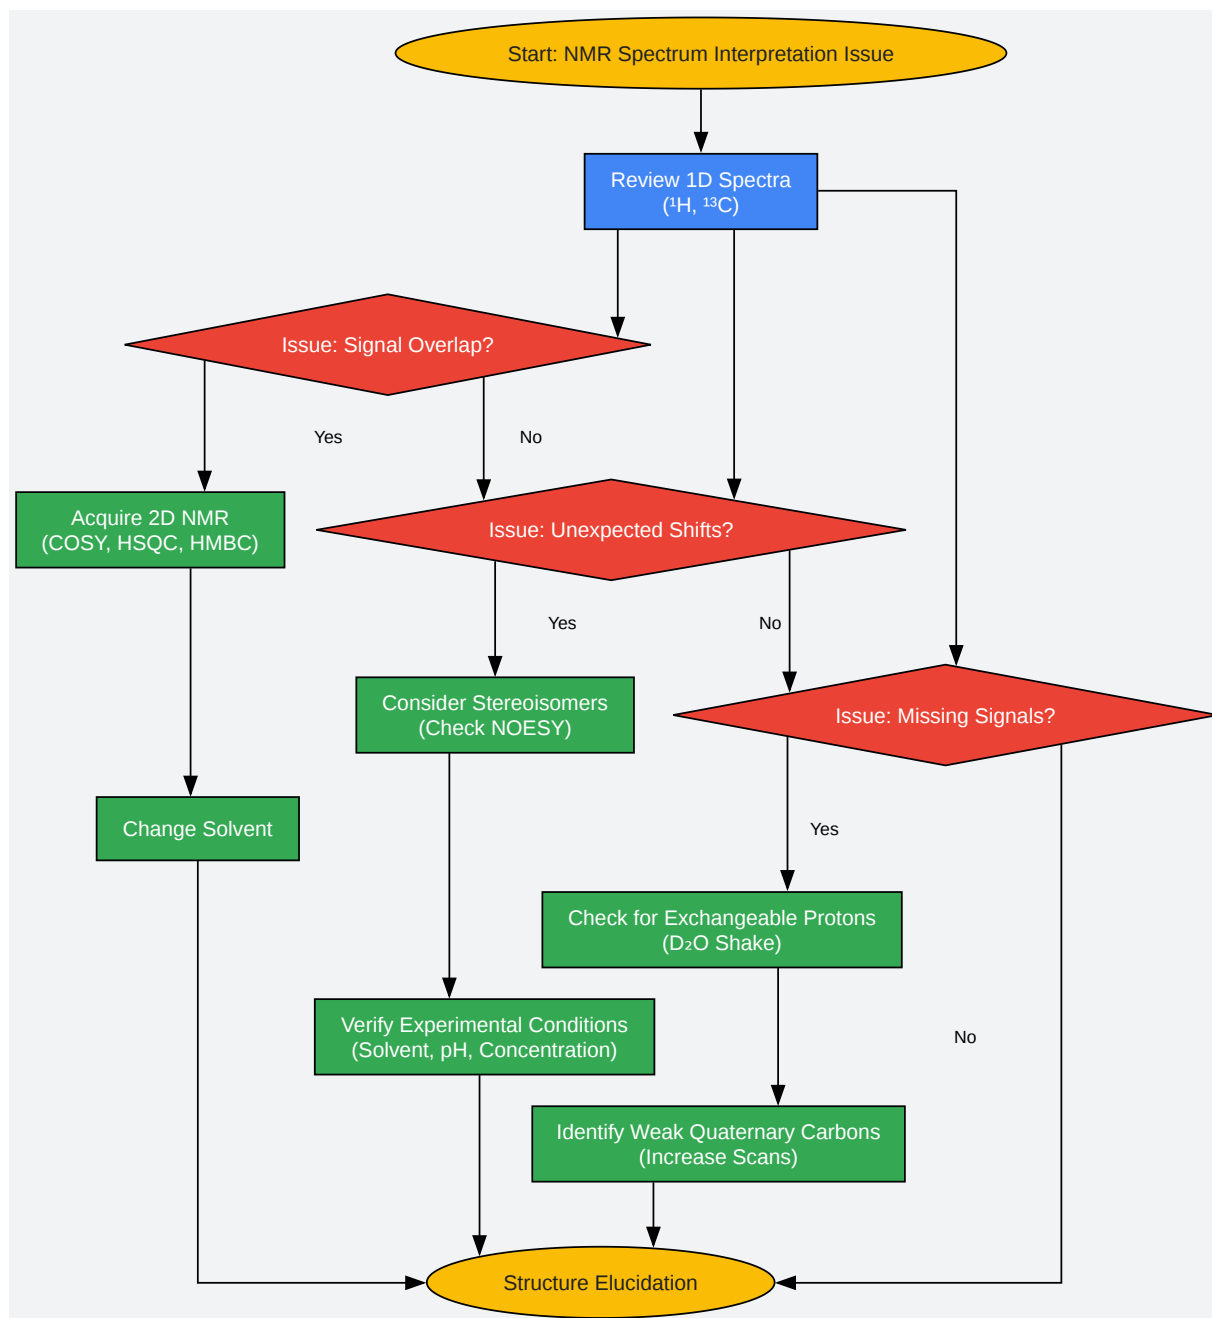 Start: NMR Spectrum Interpretation Issue
Review 1D Spectra
(¹H, ¹³C)
Issue: Signal Overlap?
Yes
No
Acquire 2D NMR
(COSY, HSQC, HMBC)
Issue: Unexpected Shifts?
Yes
No
Consider Stereoisomers
(Check NOESY)
Issue: Missing Signals?
Change Solvent
Yes
Check for Exchangeable Protons
(D₂O Shake)
Verify Experimental Conditions
(Solvent, pH, Concentration)
No
Identify Weak Quaternary Carbons
(Increase Scans)
Structure Elucidation